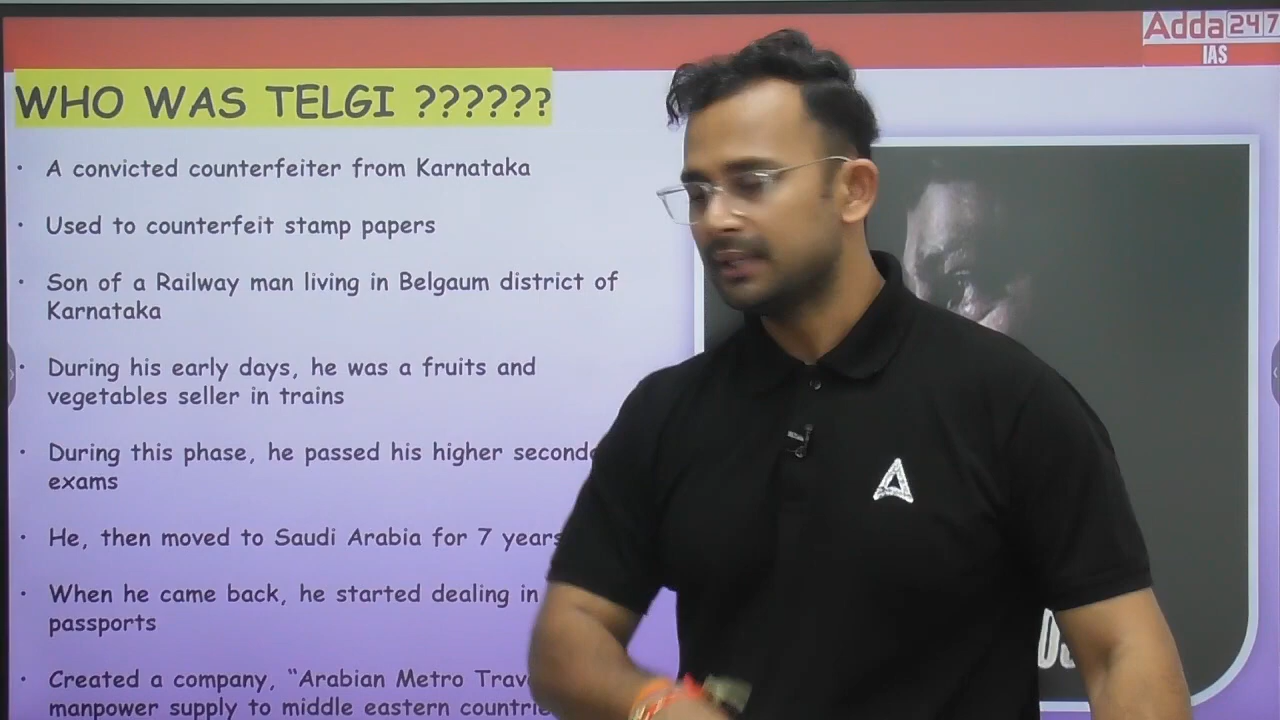 Adda247
IAS
WHO WAS TELGI ??????
• A convicted counterfeiter from Karnataka
• Used to counterfeit stamp papers
• Son of a Railway man living in Belgaum district of
Karnataka
• During his early days, he was a fruits and
vegetables seller in trains
• During this phase, he passed his higher
exams
• He, then moved to Saudi Arabia for 7 years
• When he came back, he started dealing in
passports
• Created a company, “Arabian Metro
manpower supply to middle eastern